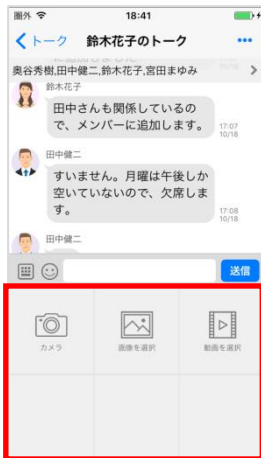 圏外 18:41
トーク 鈴木花子のトーク
奥谷秀樹,田中健二,鈴木花子,宮田まゆみ
鈴木花子
田中さんも関係しているの
で、メンバーに追加します。
17:07
10/18
田中健二
すいません。月曜は午後しか
空いていないので、欠席しま
す。
17:08
10/18
田中健二
送信
カメラ 画像を選択 動画を選択